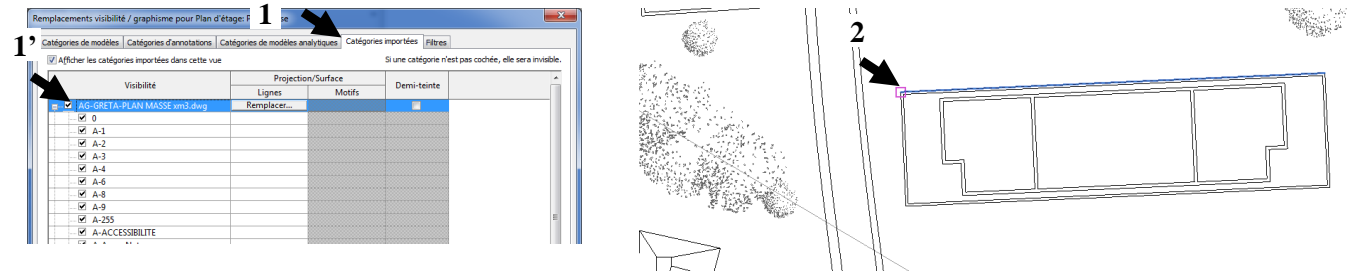 Remplacements visibilité / graphisme pour Plan d'étage:
1
1’
2
Catégories de modèles Catégories d'annotations Catégories de modèles analytiques Catégories importées Filtres
Afficher les catégories importées dans cette vue Si une catégorie n'est pas cochée, elle sera invisible.
Visibilité Projection/Surface Demi-teinte
Lignes Motifs
AG-GRETA-PLAN MASSE xm3.dwg Remplacer...
0
A-1
A-2
A-3
A-4
A-6
A-8
A-9
A-255
A-ACCESSIBILITE